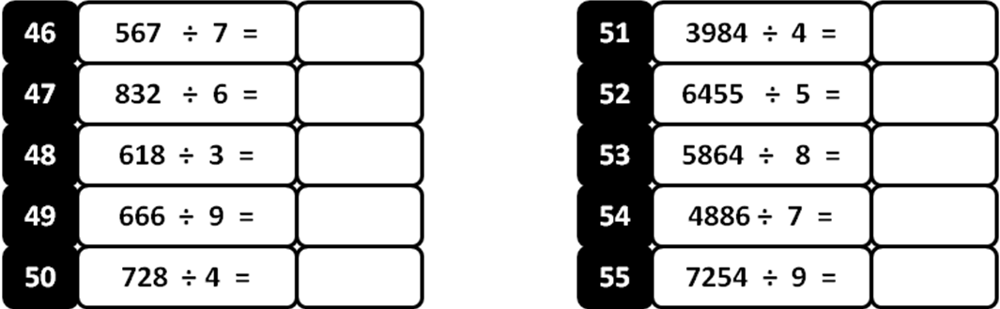 46 567 ÷ 7 =
47 832 ÷ 6 =
48 618 ÷ 3 =
49 666 ÷ 9 =
50 728 ÷ 4 =
51 3984 ÷ 4 =
52 6455 ÷ 5 =
53 5864 ÷ 8 =
54 4886 ÷ 7 =
55 7254 ÷ 9 =